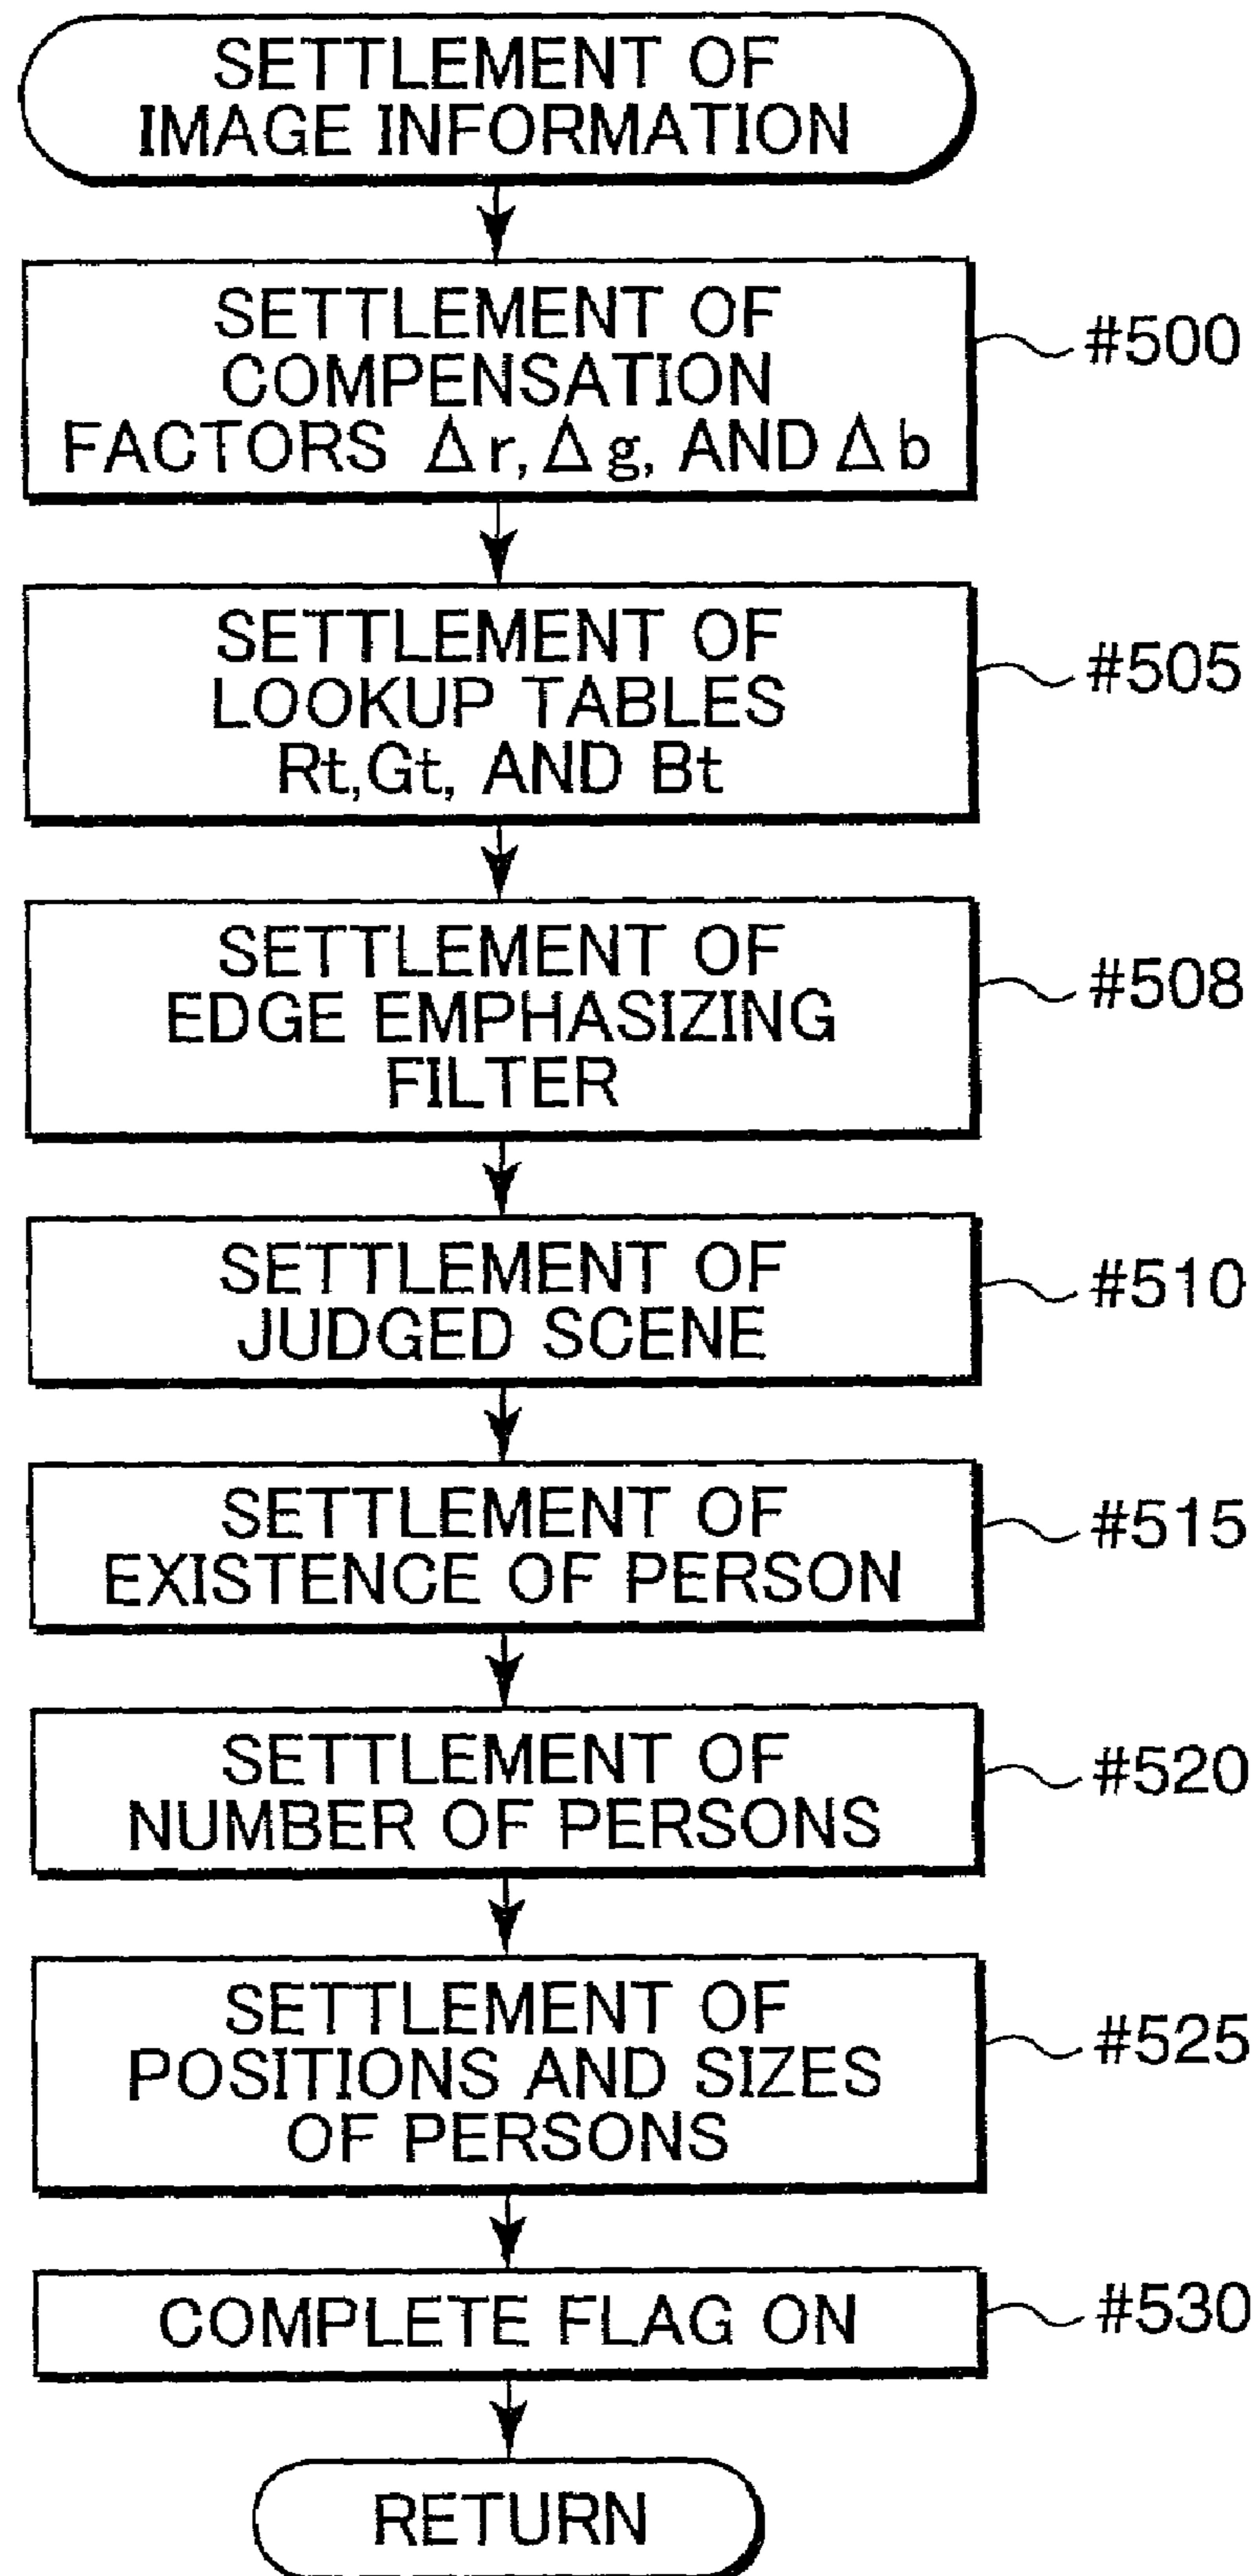 SETTLEMENT OF
IMAGE INFORMATION
SETTLEMENT OF
COMPENSATION
FACTORS Δr, Δg, AND Δb
#500
SETTLEMENT OF
LOOKUP TABLES
Rt,Gt, AND Bt
#505
SETTLEMENT OF
EDGE EMPHASIZING
FILTER
#508
SETTLEMENT OF
JUDGED SCENE
#510
SETTLEMENT OF
EXISTENCE OF PERSON
#515
SETTLEMENT OF
NUMBER OF PERSONS
#520
SETTLEMENT OF
POSITIONS AND SIZES
OF PERSONS
#525
COMPLETE FLAG ON
#530
RETURN